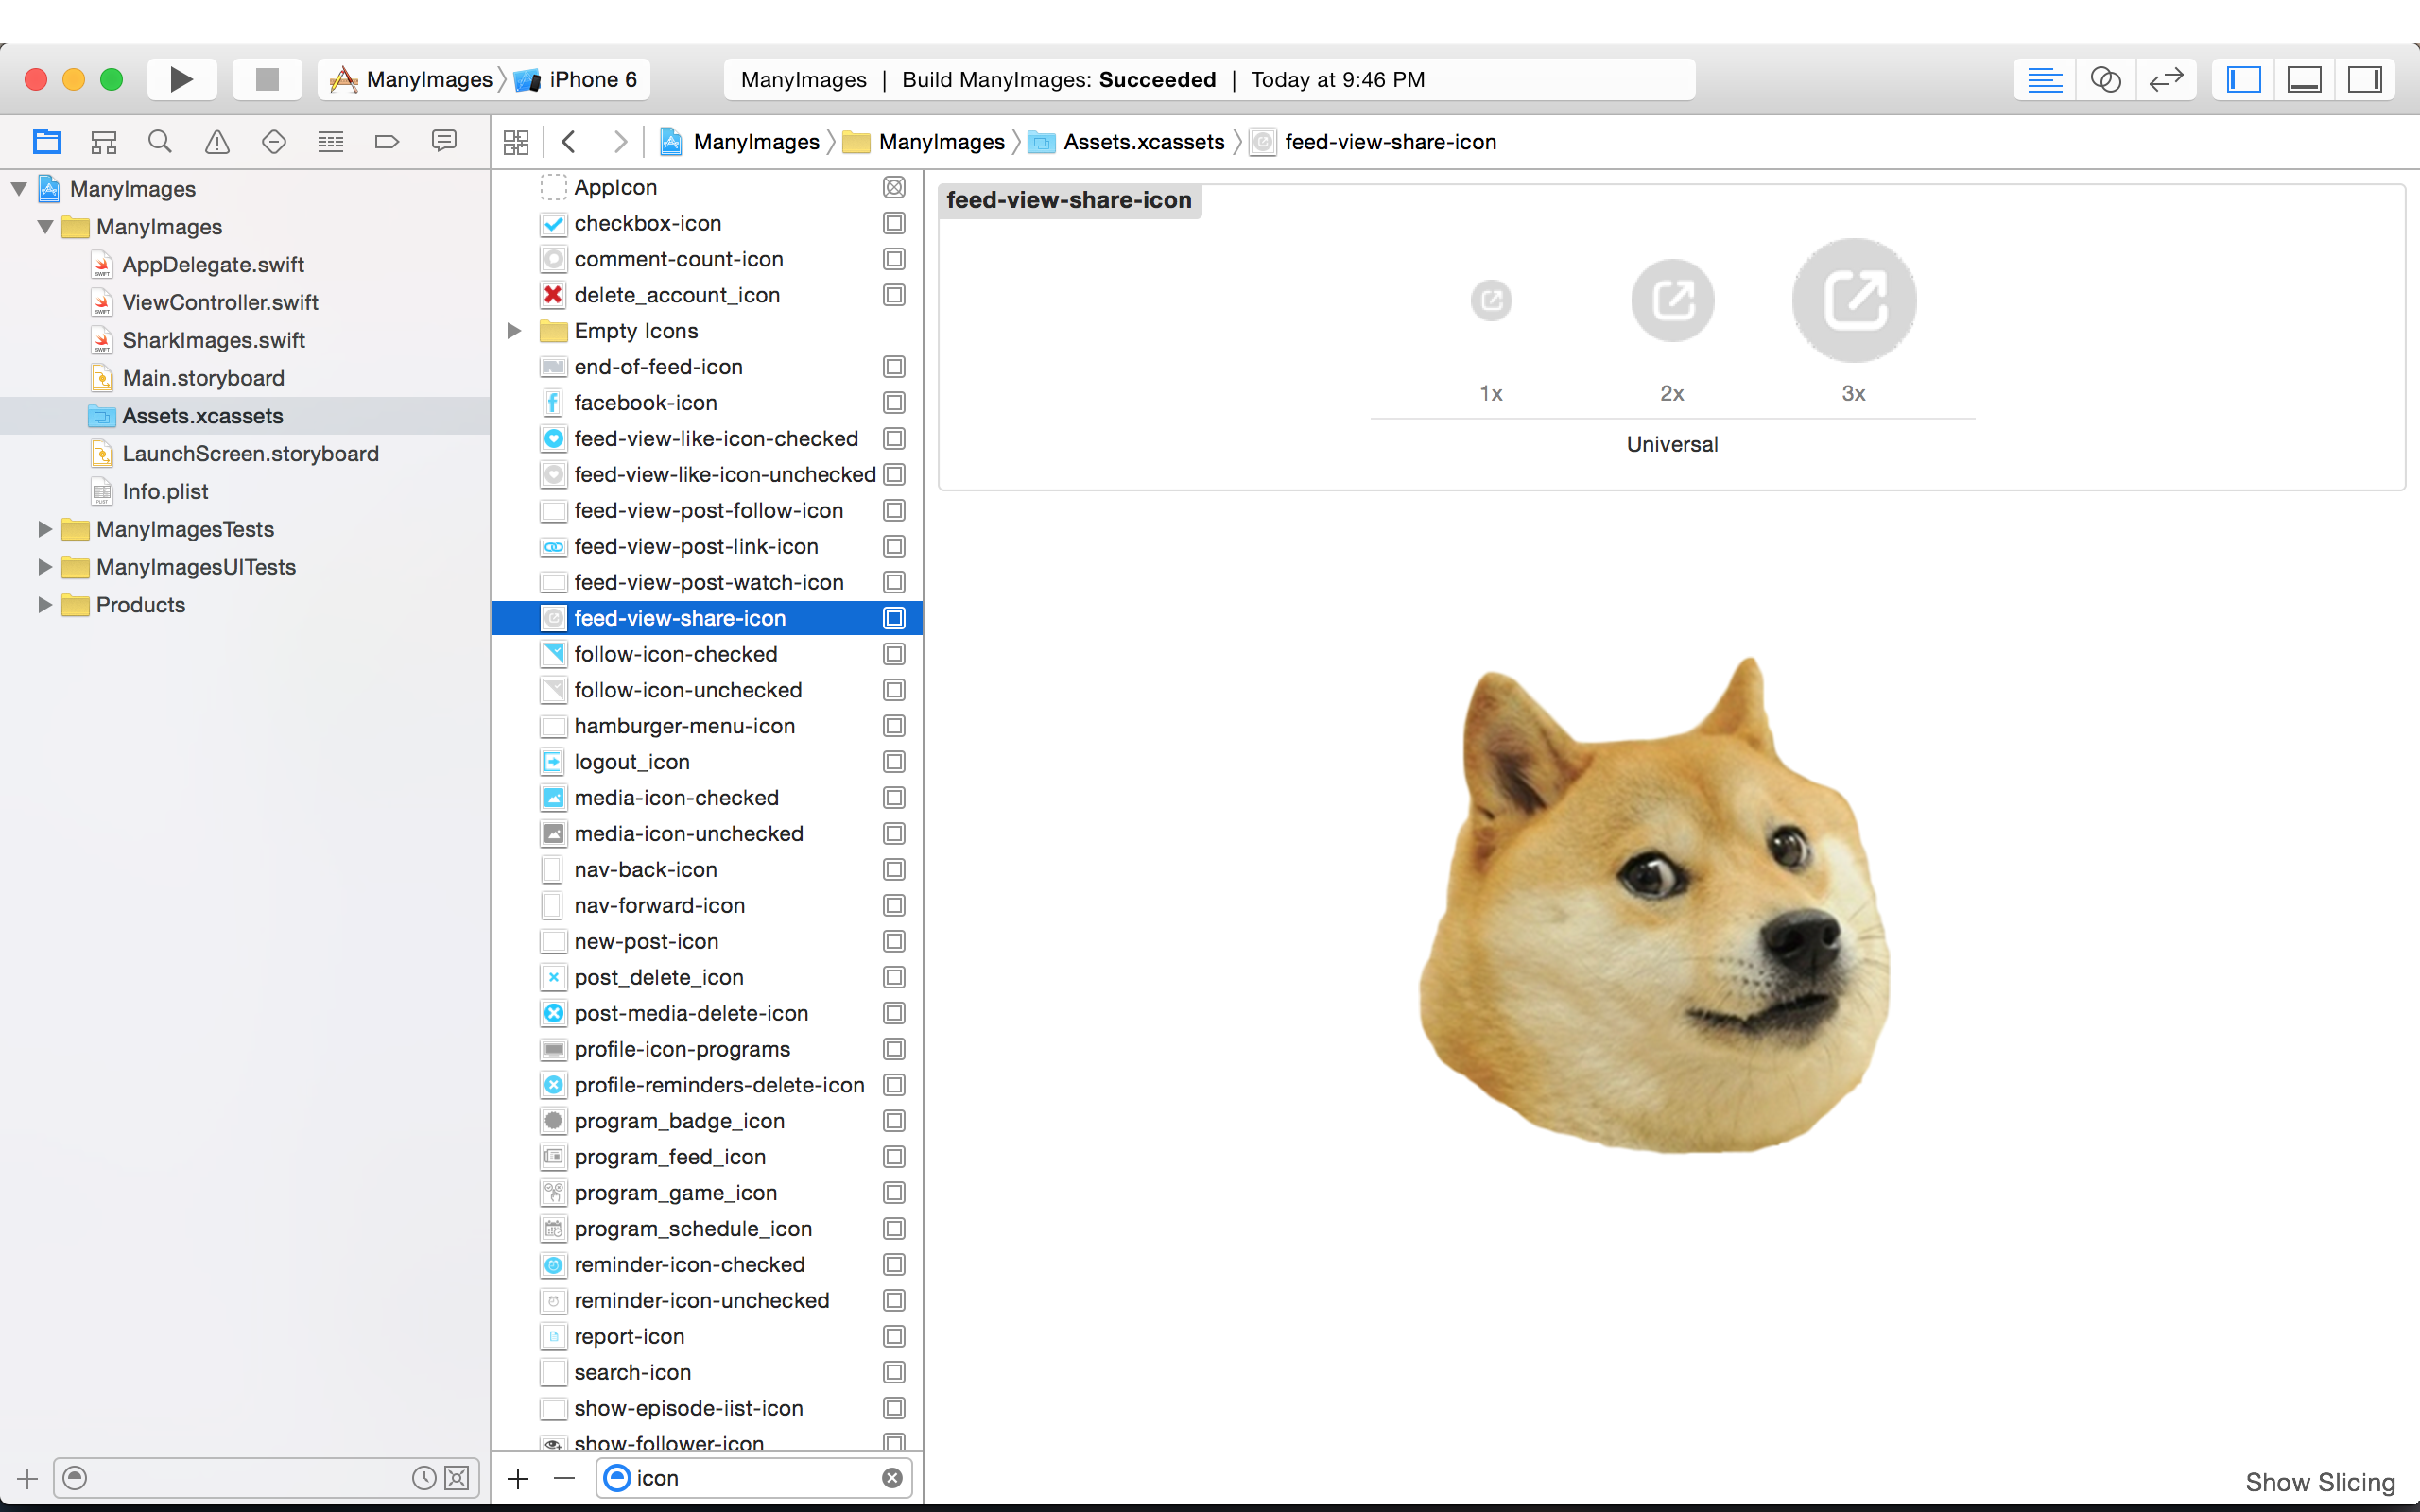 ManyImages iPhone 6
ManyImages | Build ManyImages: Succeeded | Today at 9:46 PM
ManyImages ManyImages Assets.xcassets feed-view-share-icon
ManyImages
ManyImages
AppDelegate.swift
ViewController.swift
SharkImages.swift
Main.storyboard
Assets.xcassets
LaunchScreen.storyboard
Info.plist
ManyImagesTests
ManyImagesUITests
Products
AppIcon
checkbox-icon
comment-count-icon
delete_account_icon
Empty Icons
end-of-feed-icon
facebook-icon
feed-view-like-icon-checked
feed-view-like-icon-unchecked
feed-view-post-follow-icon
feed-view-post-link-icon
feed-view-post-watch-icon
feed-view-share-icon
follow-icon-checked
follow-icon-unchecked
hamburger-menu-icon
logout_icon
media-icon-checked
media-icon-unchecked
nav-back-icon
nav-forward-icon
new-post-icon
post_delete_icon
post-media-delete-icon
profile-icon-programs
profile-reminders-delete-icon
program_badge_icon
program_feed_icon
program_game_icon
program_schedule_icon
reminder-icon-checked
reminder-icon-unchecked
report-icon
search-icon
show-episode-iist-icon
show-follower-icon
icon
feed-view-share-icon
1x 2x 3x
Universal
Show Slicing